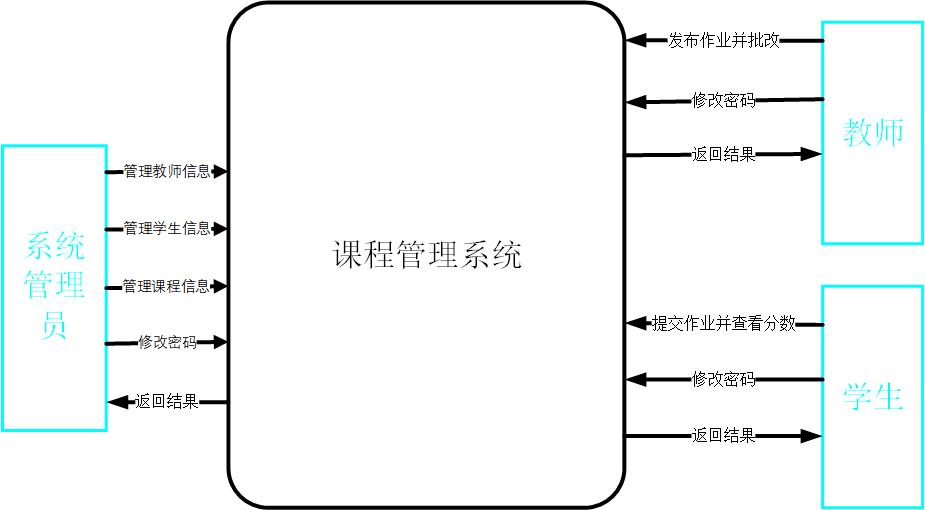 系统
管理
员
管理教师信息
管理学生信息
管理课程信息
修改密码
返回结果
课程管理系统
发布作业并批改
修改密码
返回结果
教师
提交作业并查看分数
修改密码
返回结果
学生